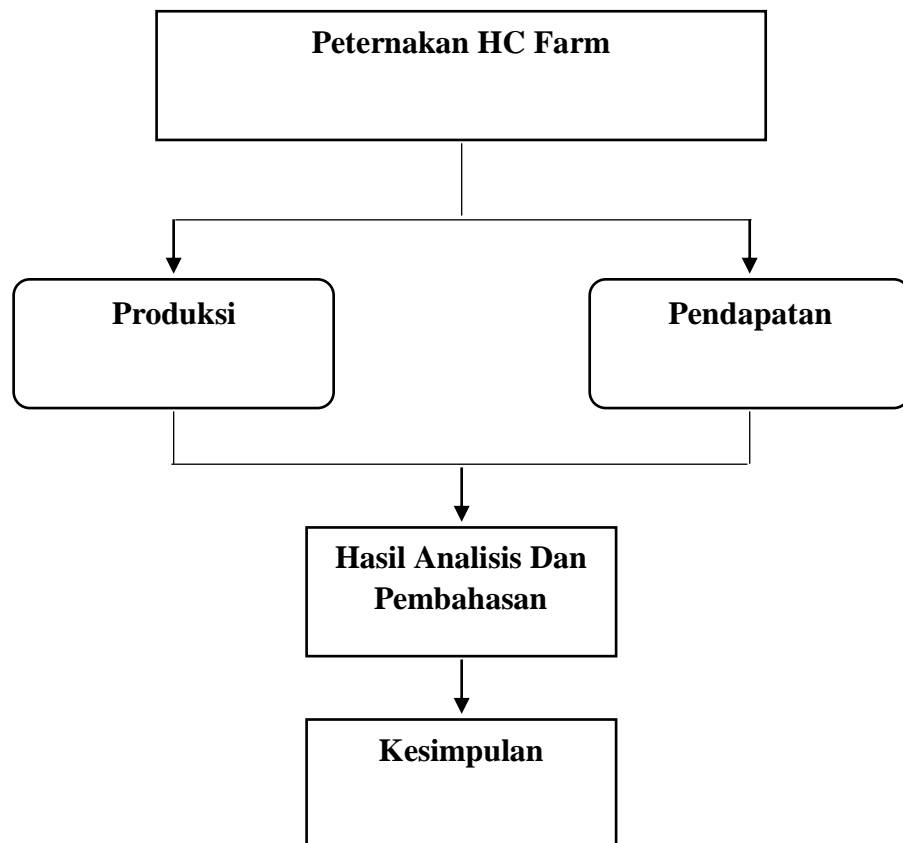 Peternakan HC Farm
Produksi
Pendapatan
Hasil Analisis Dan
Pembahasan
Kesimpulan